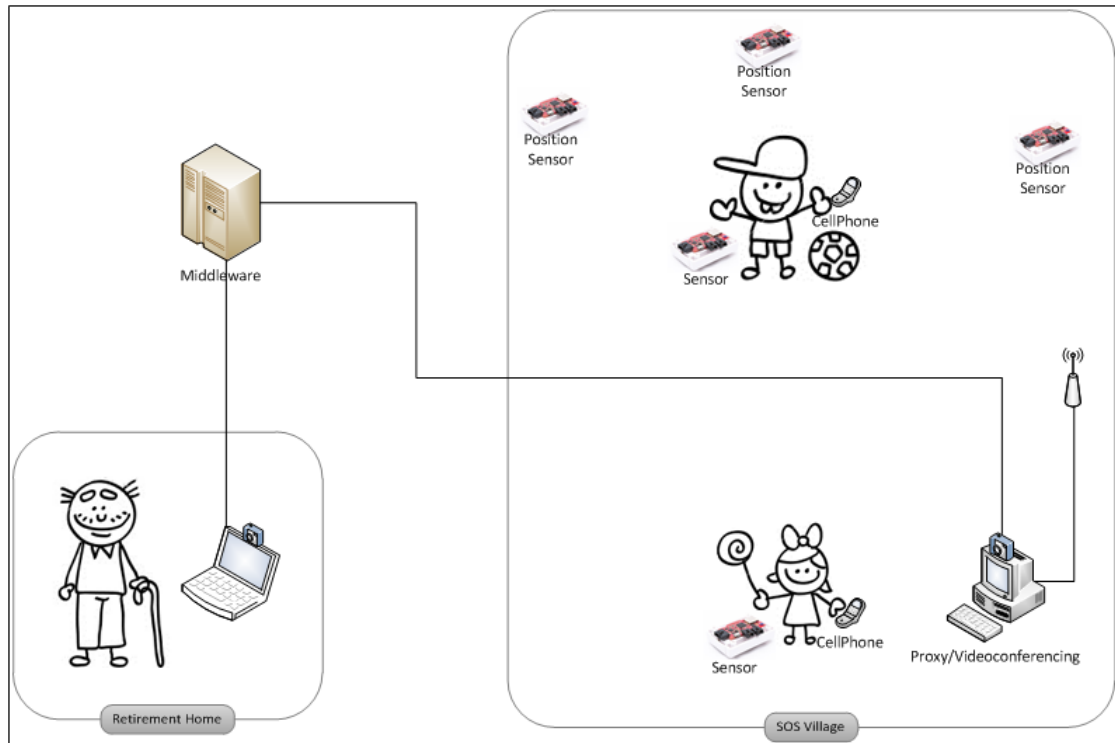 Position
Sensor
Position
Sensor
Position
Sensor
CellPhone
Sensor
Middleware
CellPhone
Sensor
Proxy/Videoconferencing
Retirement Home
SOS Village